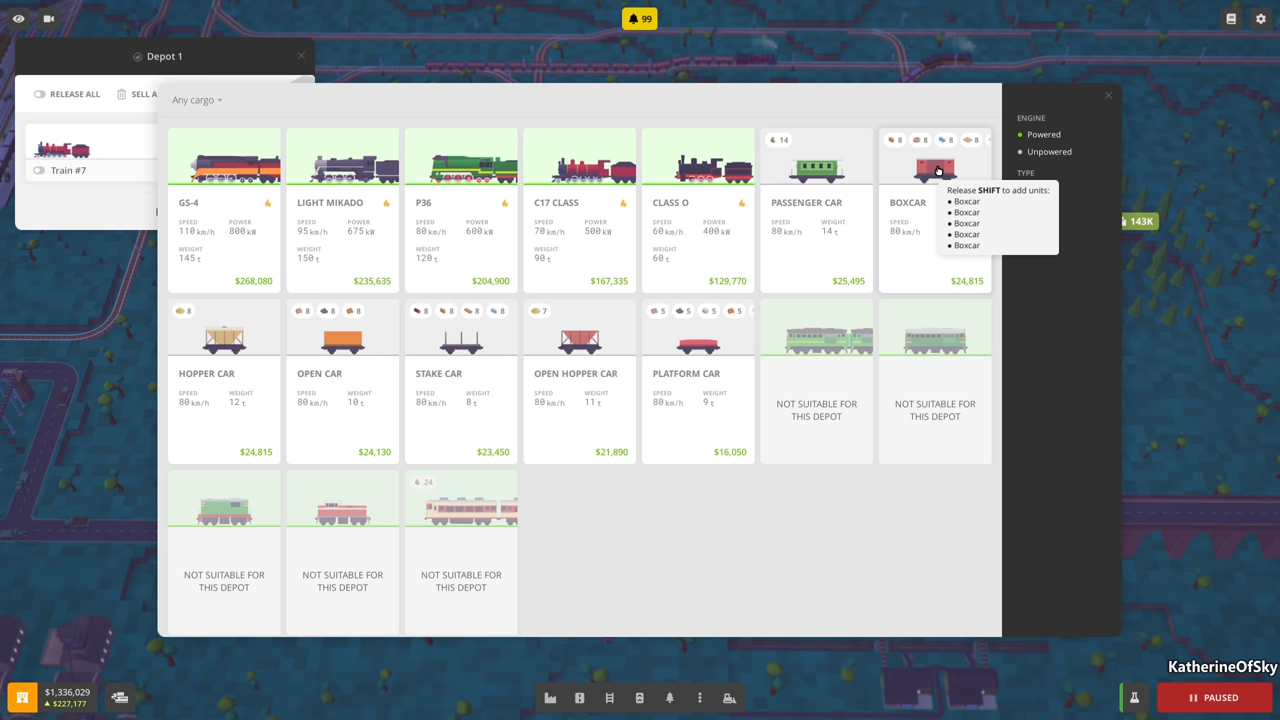 99
Depot 1
RELEASE ALL
SELL A
Train #7
Any cargo
ENGINE
Powered
Unpowered
TYPE
143K
GS-4
SPEED POWER
110 km/h 800 kW
WEIGHT
145 t
$268,080
LIGHT MIKADO
SPEED POWER
95 km/h 675 kW
WEIGHT
150 t
$235,635
P36
SPEED POWER
80 km/h 600 kW
WEIGHT
120 t
$204,900
C17 CLASS
SPEED POWER
70 km/h 500 kW
WEIGHT
90 t
$167,335
CLASS O
SPEED POWER
60 km/h 400 kW
WEIGHT
60 t
$129,770
14
PASSENGER CAR
SPEED WEIGHT
80 km/h 14 t
$25,495
8 8 8 8
BOXCAR
SPEED
80 km/h
$24,815
Release SHIFT to add units:
• Boxcar
• Boxcar
• Boxcar
• Boxcar
• Boxcar
8
HOPPER CAR
SPEED WEIGHT
80 km/h 12 t
$24,815
8 8 8
OPEN CAR
SPEED WEIGHT
80 km/h 10 t
$24,130
8 8 8 8
STAKE CAR
SPEED WEIGHT
80 km/h 8 t
$23,450
7
OPEN HOPPER CAR
SPEED WEIGHT
80 km/h 11 t
$21,890
5 5 5 5
PLATFORM CAR
SPEED WEIGHT
80 km/h 9 t
$16,050
NOT SUITABLE FOR
THIS DEPOT
NOT SUITABLE FOR
THIS DEPOT
NOT SUITABLE FOR
THIS DEPOT
NOT SUITABLE FOR
THIS DEPOT
24
NOT SUITABLE FOR
THIS DEPOT
KatherineOfSky
$1,336,029
$227,177
PAUSED